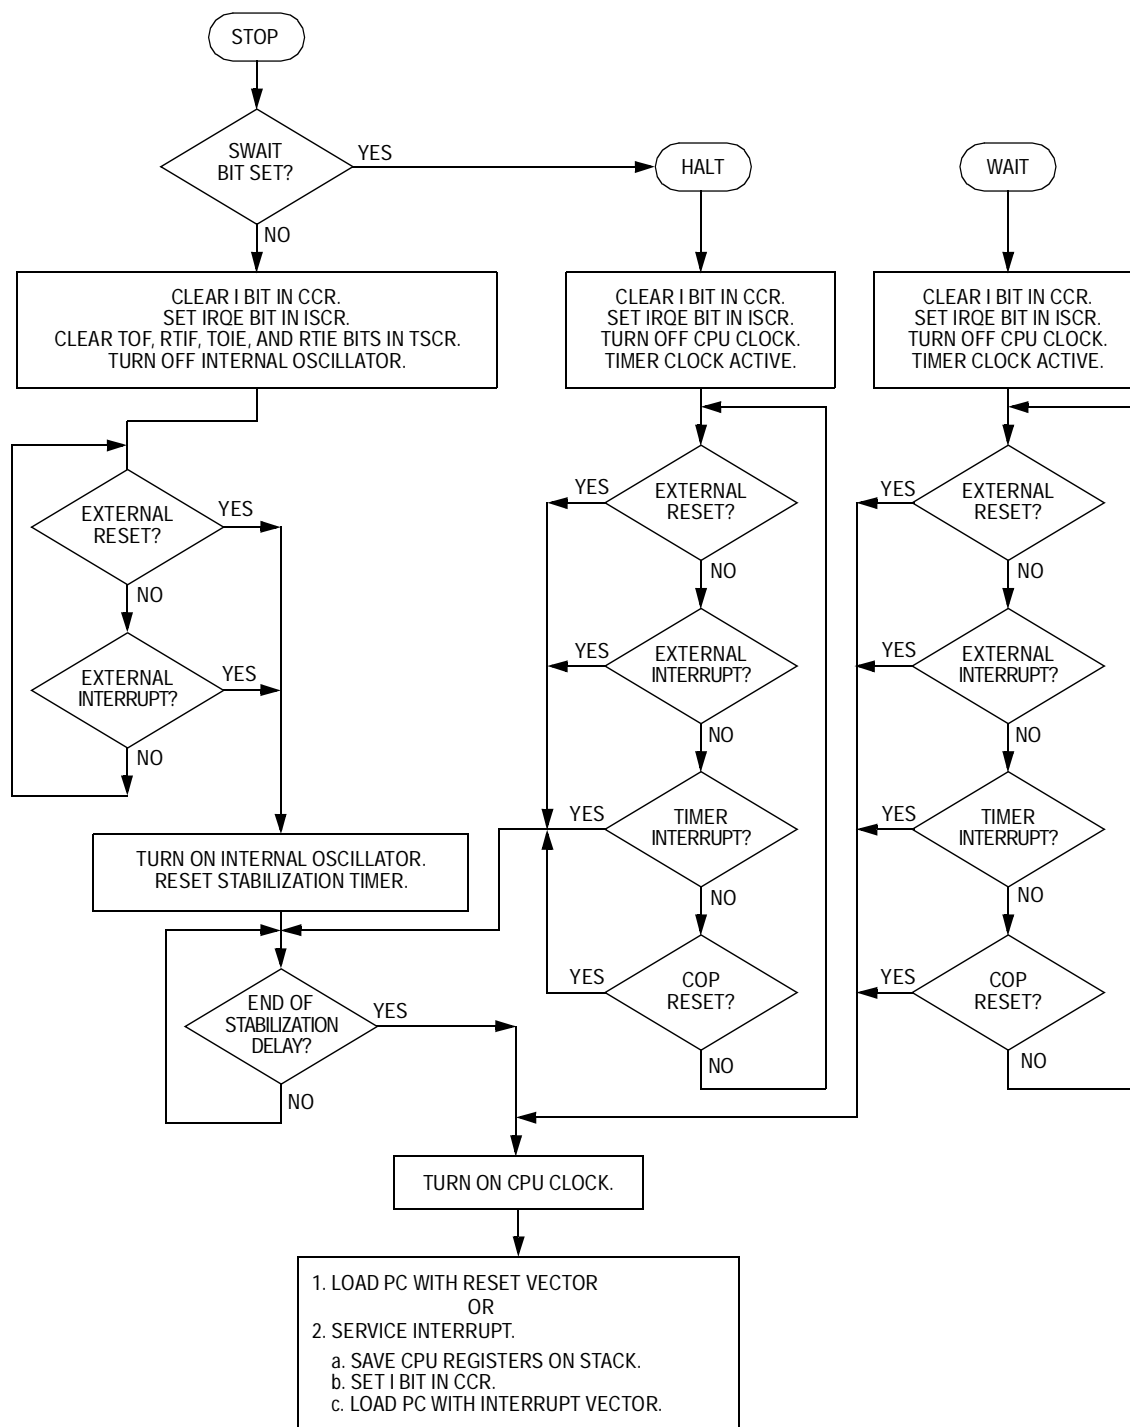 STOP
SWAIT
BIT SET?
YES
NO
HALT
WAIT
CLEAR I BIT IN CCR.
SET IRQE BIT IN ISCR.
CLEAR TOF, RTIF, TOIE, AND RTIE BITS IN TSCR.
TURN OFF INTERNAL OSCILLATOR.
CLEAR I BIT IN CCR.
SET IRQE BIT IN ISCR.
TURN OFF CPU CLOCK.
TIMER CLOCK ACTIVE.
CLEAR I BIT IN CCR.
SET IRQE BIT IN ISCR.
TURN OFF CPU CLOCK.
TIMER CLOCK ACTIVE.
EXTERNAL
RESET?
YES
NO
EXTERNAL
INTERRUPT?
YES
NO
TURN ON INTERNAL OSCILLATOR.
RESET STABILIZATION TIMER.
END OF
STABILIZATION
DELAY?
YES
NO
YES
EXTERNAL
RESET?
NO
YES
EXTERNAL
INTERRUPT?
NO
YES
TIMER
INTERRUPT?
NO
YES
COP
RESET?
NO
YES
EXTERNAL
RESET?
NO
YES
EXTERNAL
INTERRUPT?
NO
YES
TIMER
INTERRUPT?
NO
YES
COP
RESET?
NO
TURN ON CPU CLOCK.
1. LOAD PC WITH RESET VECTOR
OR
2. SERVICE INTERRUPT.
a. SAVE CPU REGISTERS ON STACK.
b. SET I BIT IN CCR.
c. LOAD PC WITH INTERRUPT VECTOR.